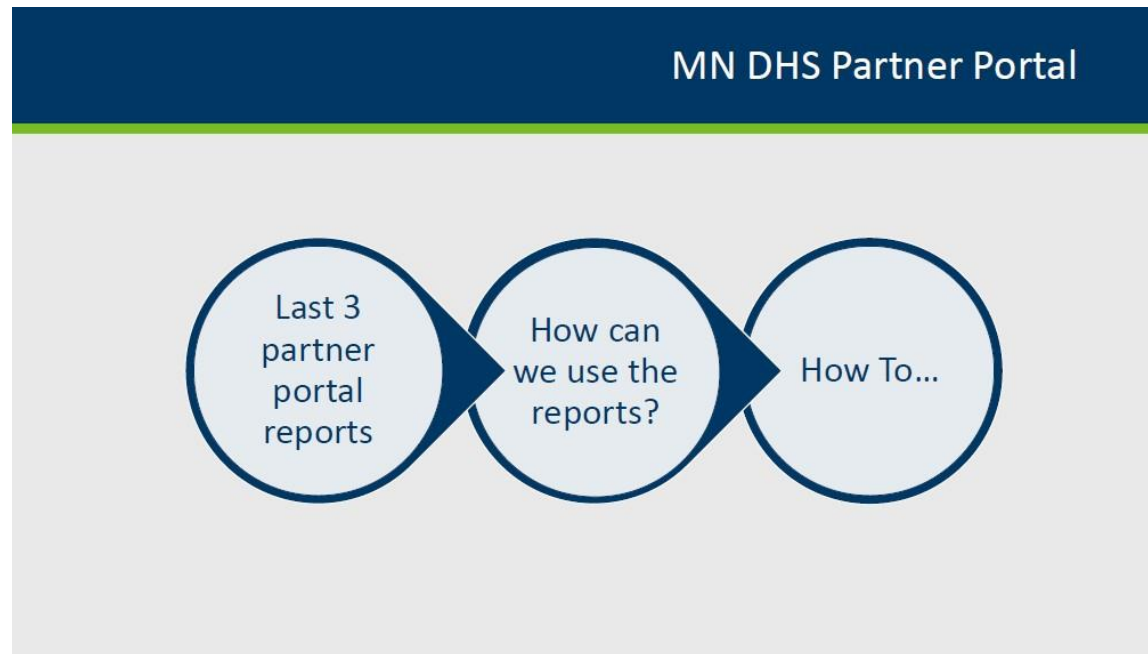 MN DHS Partner Portal
Last 3
partner
portal
reports
How can
we use the
reports?
How To...